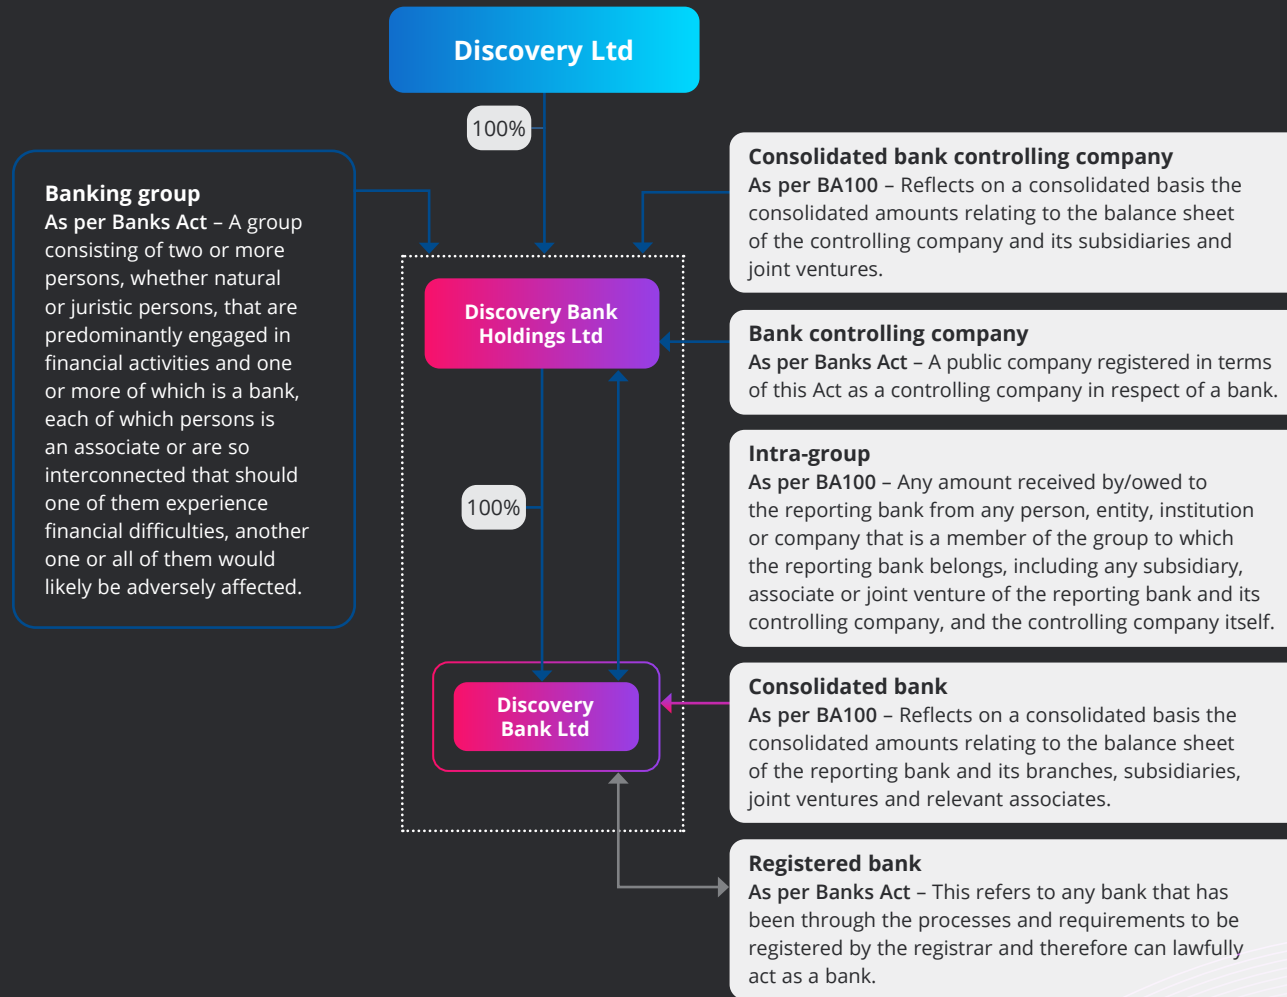 Discovery Ltd
100%
Banking group
As per Banks Act – A group
consisting of two or more
persons, whether natural
or juristic persons, that are
predominantly engaged in
financial activities and one
or more of which is a bank,
each of which persons is
an associate or are so
interconnected that should
one of them experience
financial difficulties, another
one or all of them would
likely be adversely affected.
Discovery Bank
Holdings Ltd
100%
Discovery
Bank Ltd
Consolidated bank controlling company
As per BA100 – Reflects on a consolidated basis the
consolidated amounts relating to the balance sheet
of the controlling company and its subsidiaries and
joint ventures.
Bank controlling company
As per Banks Act – A public company registered in terms
of this Act as a controlling company in respect of a bank.
Intra-group
As per BA100 – Any amount received by/owed to
the reporting bank from any person, entity, institution
or company that is a member of the group to which
the reporting bank belongs, including any subsidiary,
associate or joint venture of the reporting bank and its
controlling company, and the controlling company itself.
Consolidated bank
As per BA100 – Reflects on a consolidated basis the
consolidated amounts relating to the balance sheet
of the reporting bank and its branches, subsidiaries,
joint ventures and relevant associates.
Registered bank
As per Banks Act – This refers to any bank that has
been through the processes and requirements to be
registered by the registrar and therefore can lawfully
act as a bank.